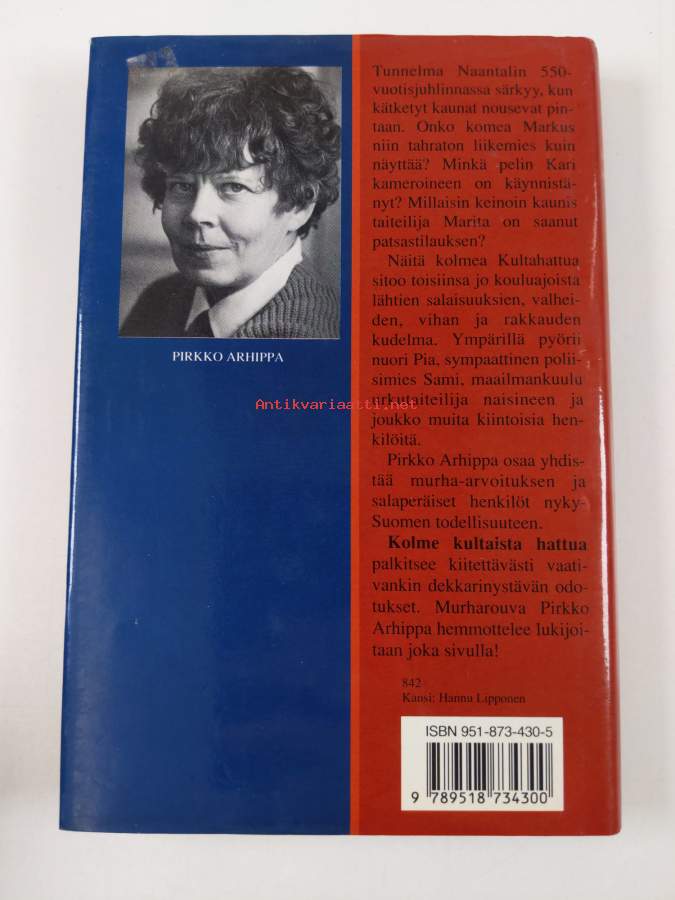 PIRKKO ARHIPPA
Tunnelma Naantalin 550-
vuotisjuhlinnassa särkyy, kun
kätketyt kaunat nousevat pin-
taan. Onko komea Markus
niin tahraton liikemies kuin
näyttää? Minkä pelin Kari
kameroineen on käynnistä-
nyt? Millaisin keinoin kaunis
taiteilija Marita on saanut
patsastilauksen?
Näitä kolmea Kultahattua
sitoo toisiinsa jo kouluajoista
lähtien salaisuuksien, valhei-
den, vihan ja rakkauden
kudelma. Ympärillä pyörii
nuori Pia, sympaattinen polii-
simies Sami, maailmankuulu
urkutaiteilija naisineen ja
joukko muita kiintoisia hen-
kilöitä.
Pirkko Arhippa osaa yhdis-
tää murha-arvoituksen ja
salaperäiset henkilöt nyky-
Suomen todellisuuteen.
Kolme kultaista hattua
palkitsee kiitettävästi vaati-
vankin dekkarinystävän odo-
tukset. Murharouva Pirkko
Arhippa hemmottelee lukijoi-
taan joka sivulla!
842
Kansi: Hannu Lipponen
ISBN 951-873-430-5
9 789518 734300
Antikvariaatti.net